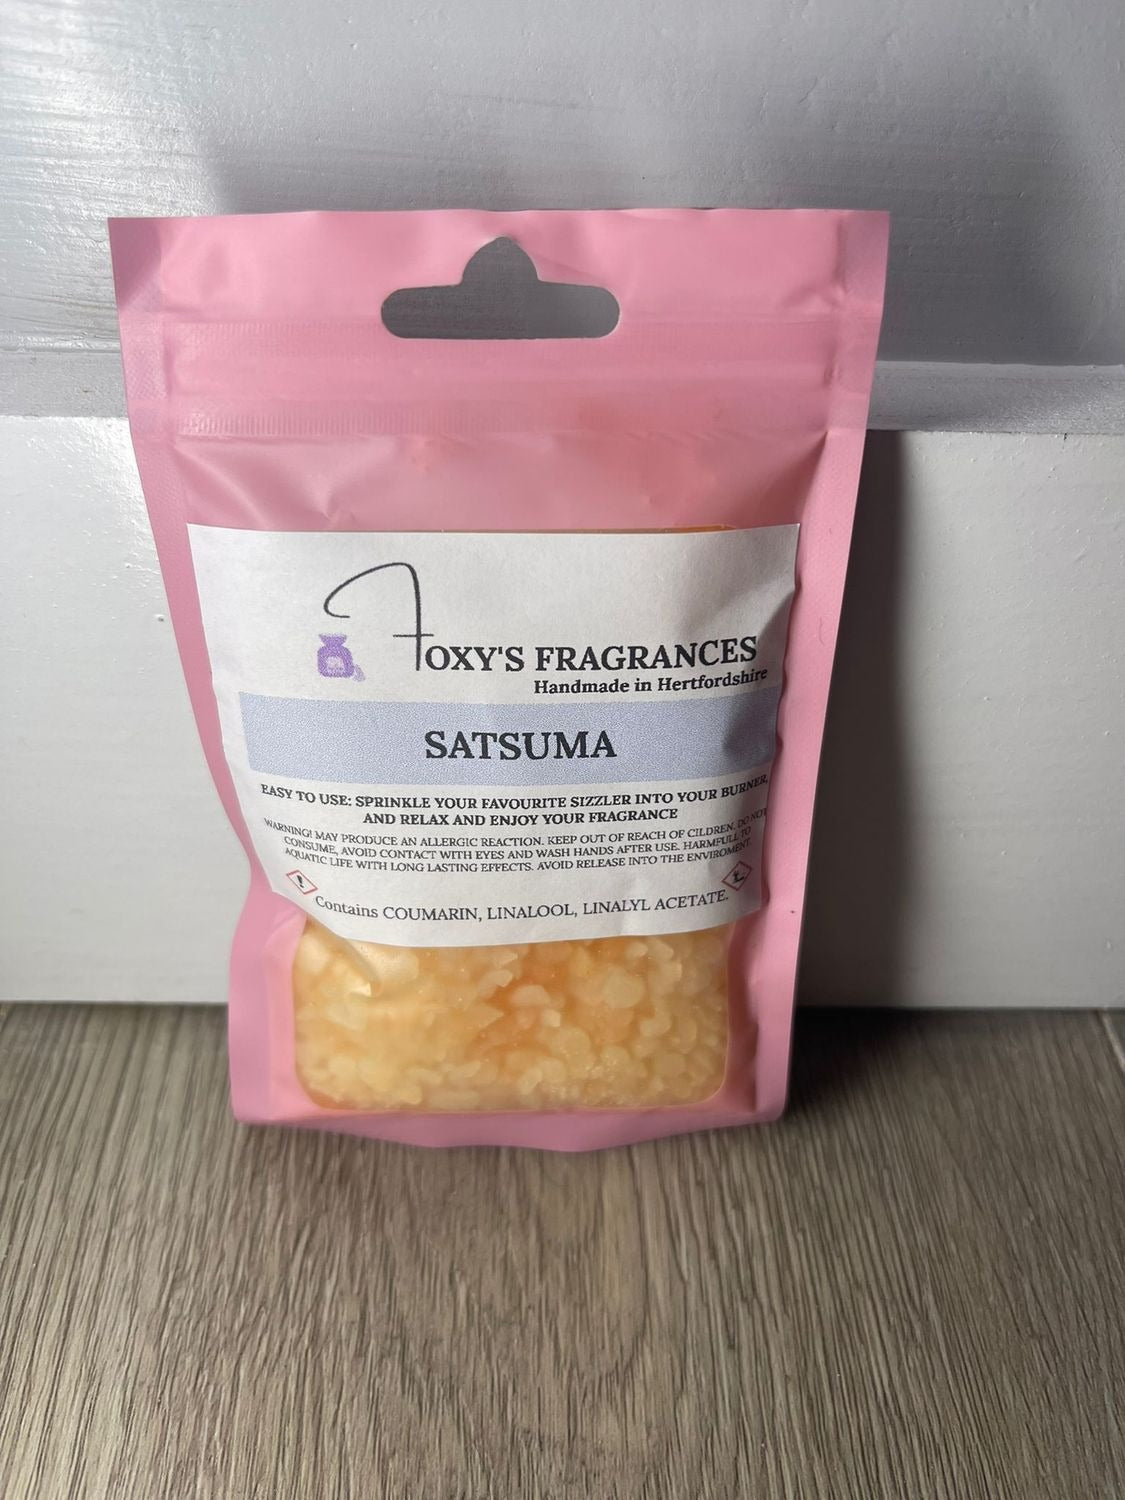 FOXY'S FRAGRANCES
Handmade in Hertfordshire
SATSUMA
EASY TO USE: SPRINKLE YOUR FAVOURITE SIZZLER INTO YOUR BURNER,
AND RELAX AND ENJOY YOUR FRAGRANCE
WARNING! MAY PRODUCE AN ALLERGIC REACTION. KEEP OUT OF REACH OF CILDREN. DO NOT
CONSUME, AVOID CONTACT WITH EYES AND WASH HANDS AFTER USE. HARMFULL TO
AQUATIC LIFE WITH LONG LASTING EFFECTS. AVOID RELEASE INTO THE ENVIROMENT.
Contains COUMARIN, LINALOOL, LINALYL ACETATE.